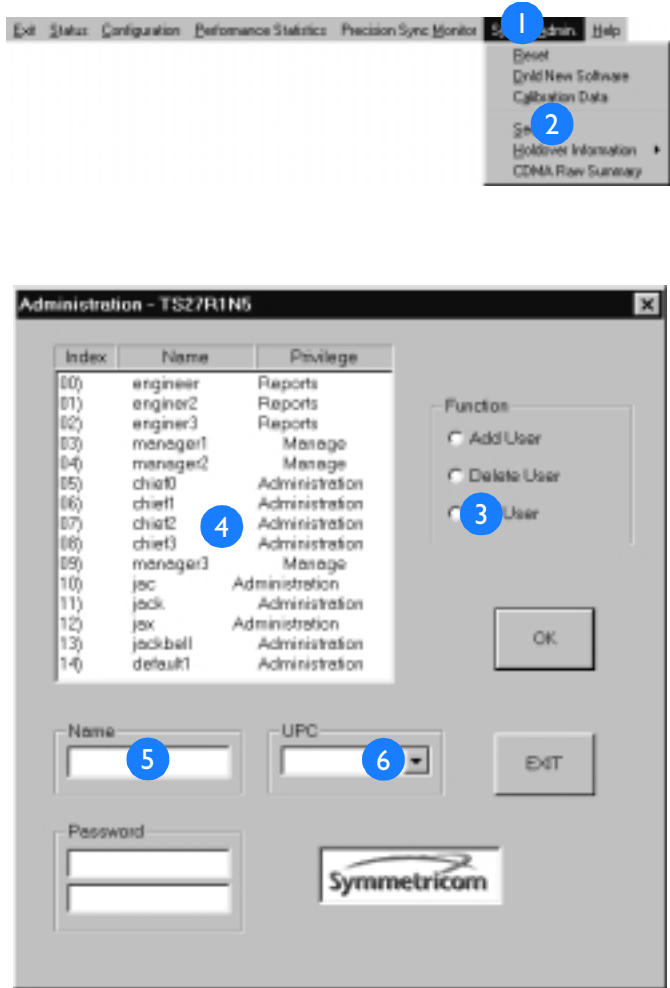 Exit Status Configuration Performance Statistics Precision Sync Monitor 1 Admin. Help
Reset
Dnld New Software
Calibration Data
2
Holdover Information
CDMA Raw Summary
Administration - TS27R1N5
Index Name Privilege
00) engineer Reports
01) enginer2 Reports
02) enginer3 Reports
03) manager1 Manage
04) manager2 Manage
05) chief0 Administration
06) chief1 Administration
07) chief2 Administration
08) chief3 Administration
09) manager3 Manage
10) jac Administration
11) jack Administration
12) jax Administration
13) jackbell Administration
14) default1 Administration
4
Function
Add User
Delete User
3 User
OK
Name
5
UPC
6
EXIT
Password
Symmetricom